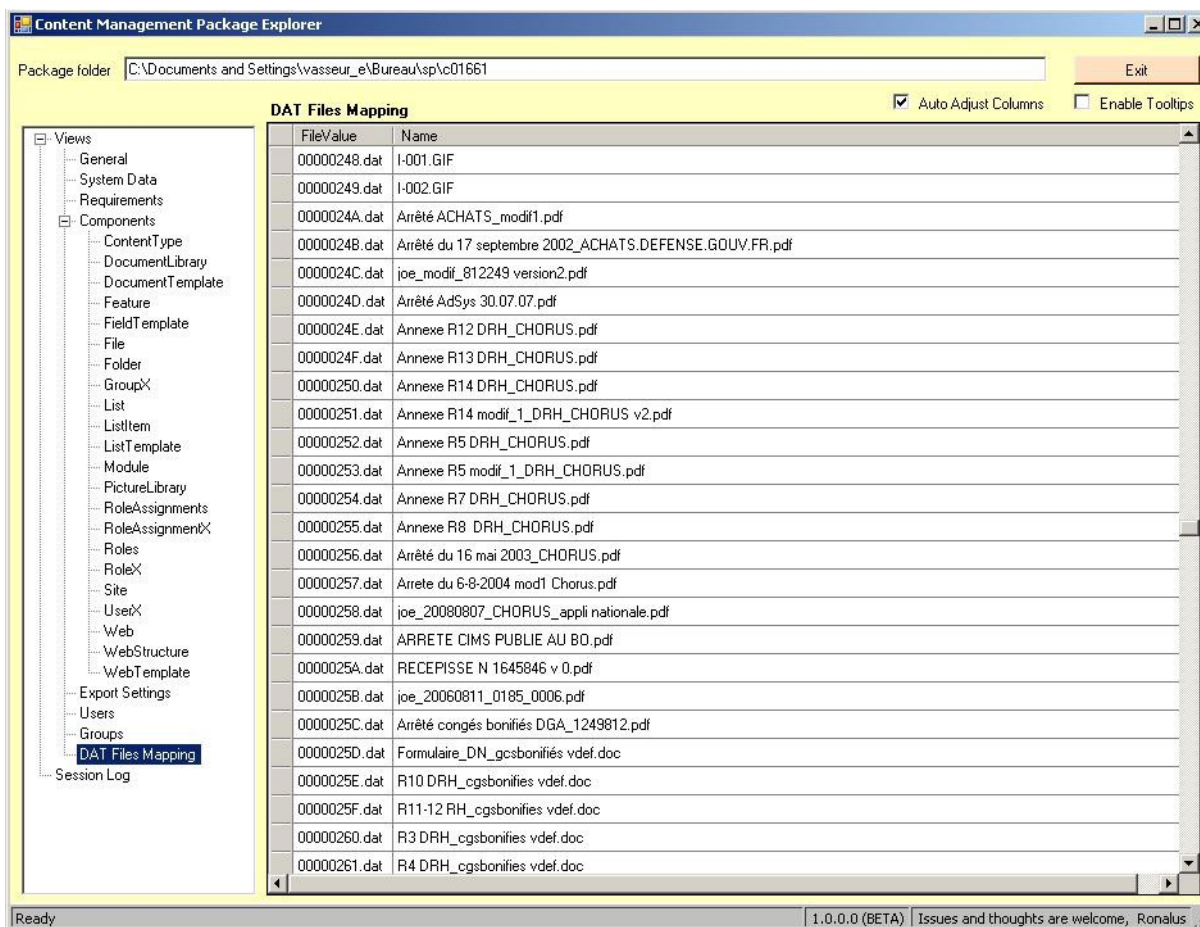 Content Management Package Explorer
Package folder C:\Documents and Settings\vasseur_e\Bureau\sp\c01661 Exit
DAT Files Mapping Auto Adjust Columns Enable Tooltips
Views
General
System Data
Requirements
Components
ContentType
DocumentLibrary
DocumentTemplate
Feature
FieldTemplate
File
Folder
GroupX
List
ListItem
ListTemplate
Module
PictureLibrary
RoleAssignments
RoleAssignmentX
Roles
RoleX
Site
UserX
Web
WebStructure
WebTemplate
Export Settings
Users
Groups
DAT Files Mapping
Session Log
FileValue Name
00000248.dat I-001.GIF
00000249.dat I-002.GIF
0000024A.dat Arrêté ACHATS_modif1.pdf
0000024B.dat Arrêté du 17 septembre 2002_ACHATS.DEFENSE.GOUV.FR.pdf
0000024C.dat joe_modif_812249 version2.pdf
0000024D.dat Arrêté AdSys 30.07.07.pdf
0000024E.dat Annexe R12 DRH_CHORUS.pdf
0000024F.dat Annexe R13 DRH_CHORUS.pdf
00000250.dat Annexe R14 DRH_CHORUS.pdf
00000251.dat Annexe R14 modif_1_DRH_CHORUS v2.pdf
00000252.dat Annexe R5 DRH_CHORUS.pdf
00000253.dat Annexe R5 modif_1_DRH_CHORUS.pdf
00000254.dat Annexe R7 DRH_CHORUS.pdf
00000255.dat Annexe R8 DRH_CHORUS.pdf
00000256.dat Arrêté du 16 mai 2003_CHORUS.pdf
00000257.dat Arrete du 6-8-2004 mod1 Chorus.pdf
00000258.dat joe_20080807_CHORUS_appli nationale.pdf
00000259.dat ARRETE CIMS PUBLIE AU BO.pdf
0000025A.dat RECEPISSE N 1645846 v 0.pdf
0000025B.dat joe_20060811_0185_0006.pdf
0000025C.dat Arrêté congés bonifiés DGA_1249812.pdf
0000025D.dat Formulaire_DN_gcsbonifiés vdef.doc
0000025E.dat R10 DRH_cgsbonifies vdef.doc
0000025F.dat R11-12 RH_cgsbonifies vdef.doc
00000260.dat R3 DRH_cgsbonifies vdef.doc
00000261.dat R4 DRH_cgsbonifies vdef.doc
Ready 1.0.0.0 (BETA) Issues and thoughts are welcome, Ronalus